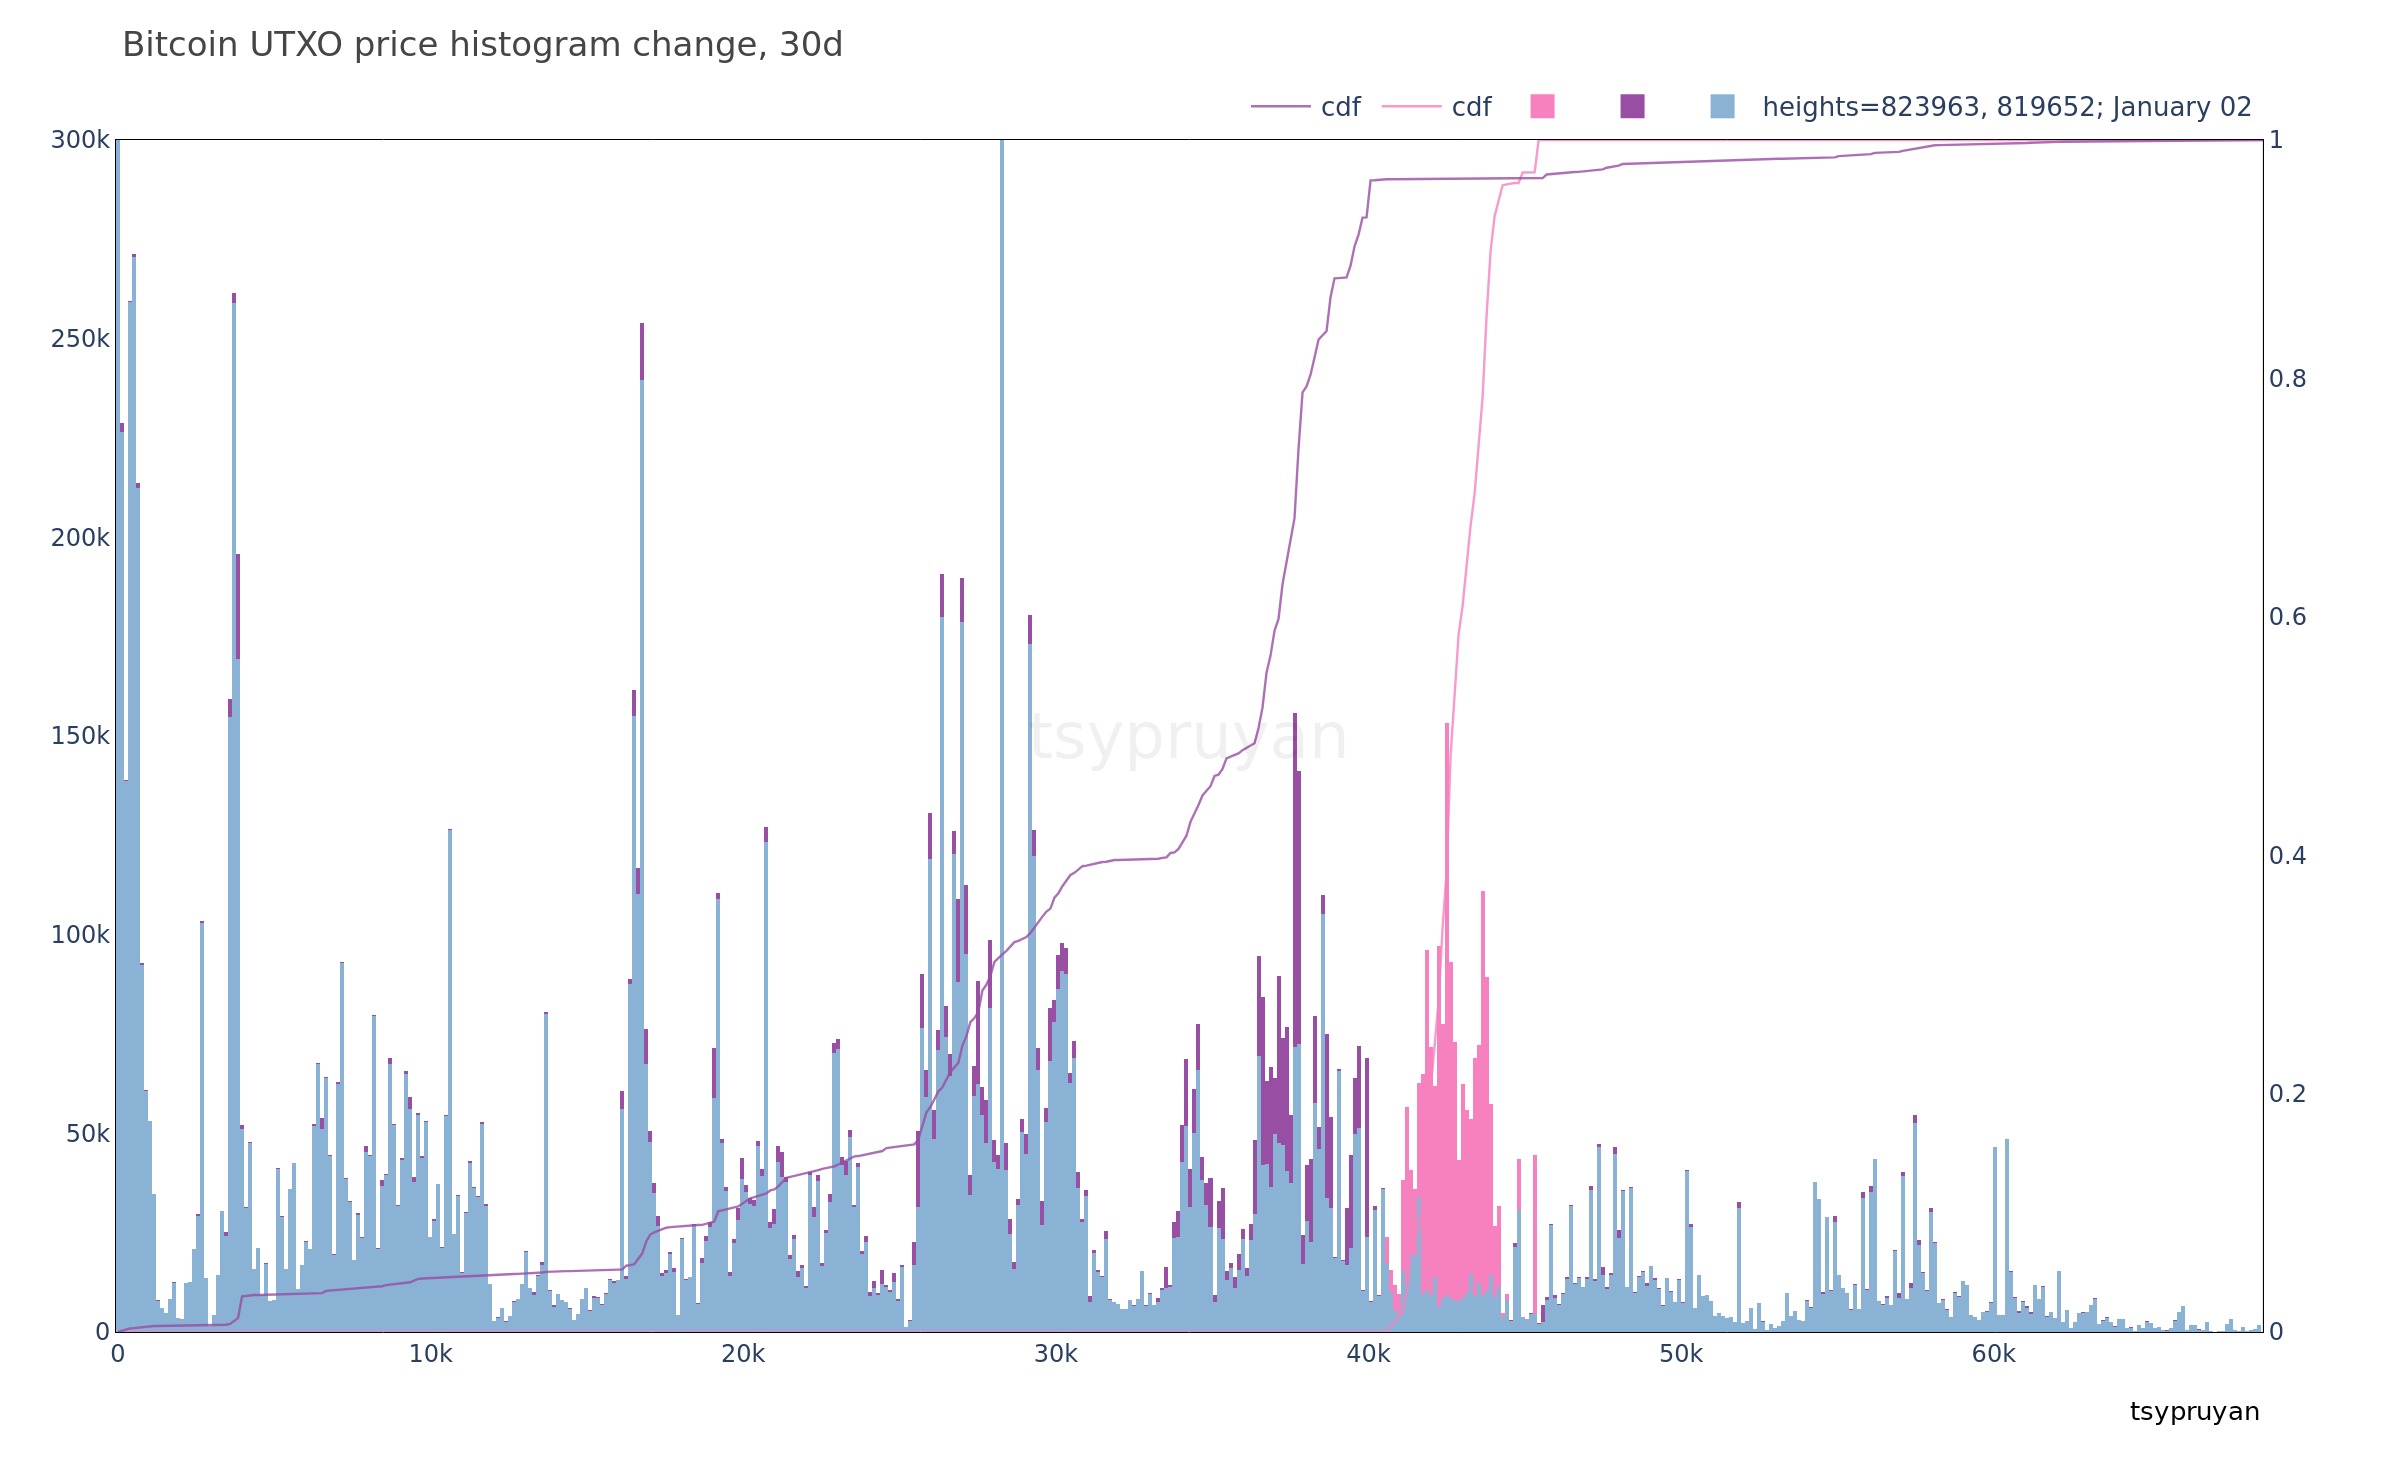 Bitcoin UTXO price histogram change, 30d
cdf cdf heights=823963, 819652; January 02
300k
250k
200k
150k
100k
50k
0
1
0.8
0.6
0.4
0.2
0
tsypruyan
0 10k 20k 30k 40k 50k 60k
tsypruyan